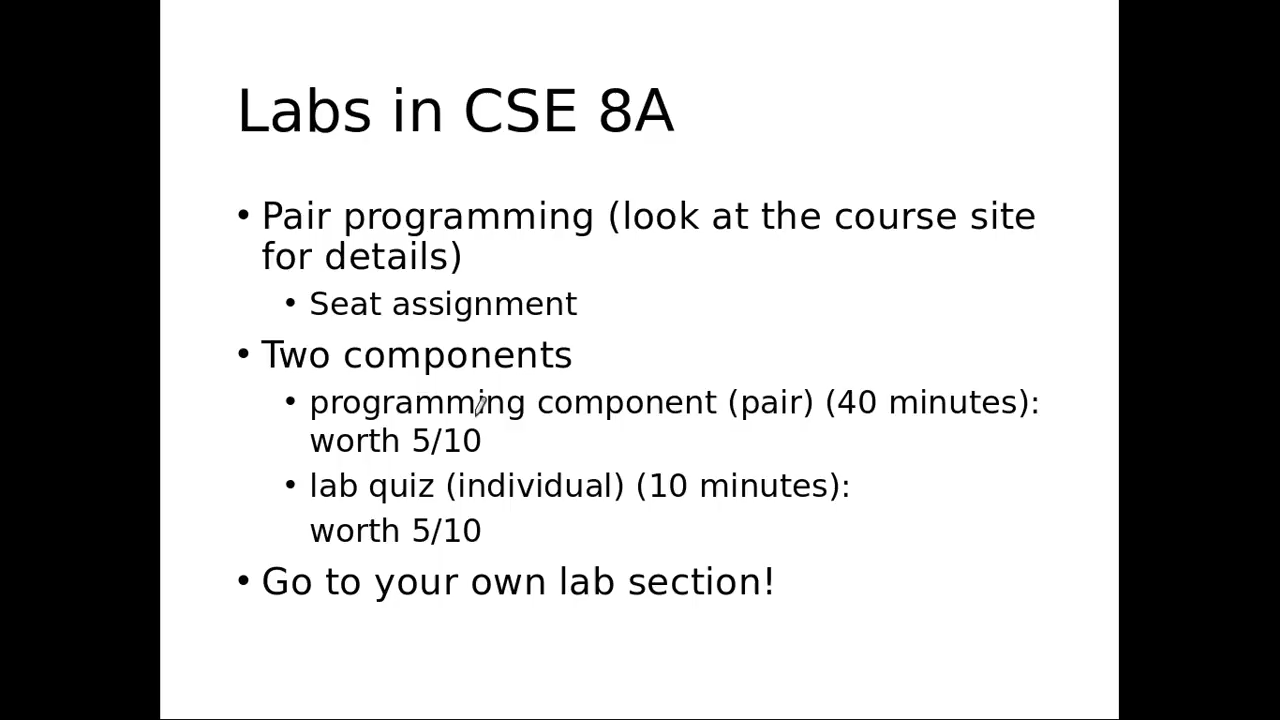 Labs in CSE 8A
• Pair programming (look at the course site
for details)
• Seat assignment
• Two components
• programming component (pair) (40 minutes):
worth 5/10
• lab quiz (individual) (10 minutes):
worth 5/10
• Go to your own lab section!